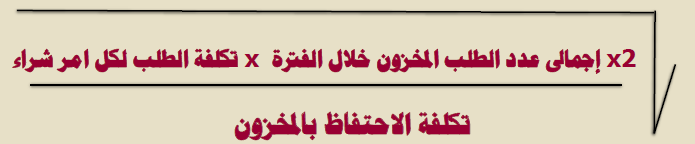 x2 إجمالى عدد الطلب المخزون خلال الفترة x تكلفة الطلب لكل امر شراء
تكلفة الاحتفاظ بالمخزون